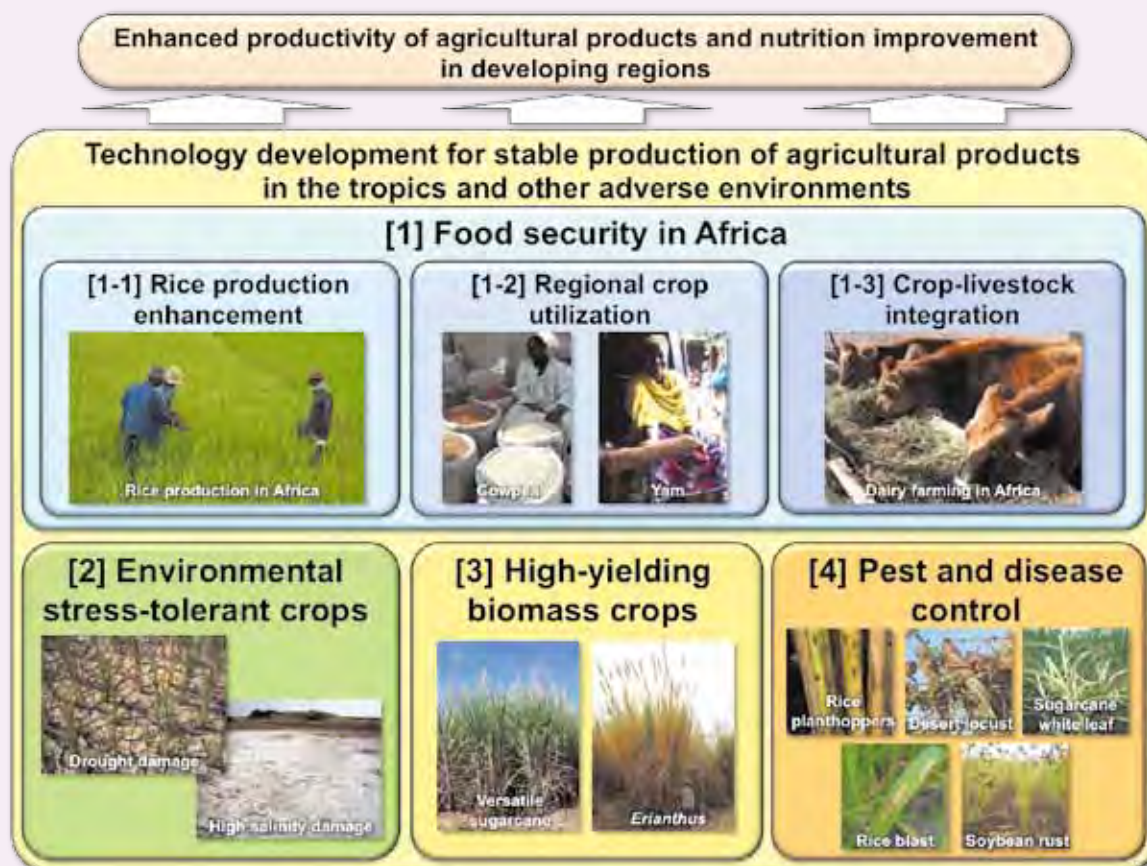 Enhanced productivity of agricultural products and nutrition improvement
in developing regions
Technology development for stable production of agricultural products
in the tropics and other adverse environments
[1] Food security in Africa
[1-1] Rice production
enhancement
Rice production in Africa
[1-2] Regional crop
utilization
Cowpea
Yam
[1-3] Crop-livestock
integration
Dairy farming in Africa
[2] Environmental
stress-tolerant crops
Drought damage
High salinity damage
[3] High-yielding
biomass crops
Versatile
sugarcane
Erianthus
[4] Pest and disease
control
Rice
planthoppers
Desert locust
Sugarcane
white leaf
Rice blast
Soybean rust